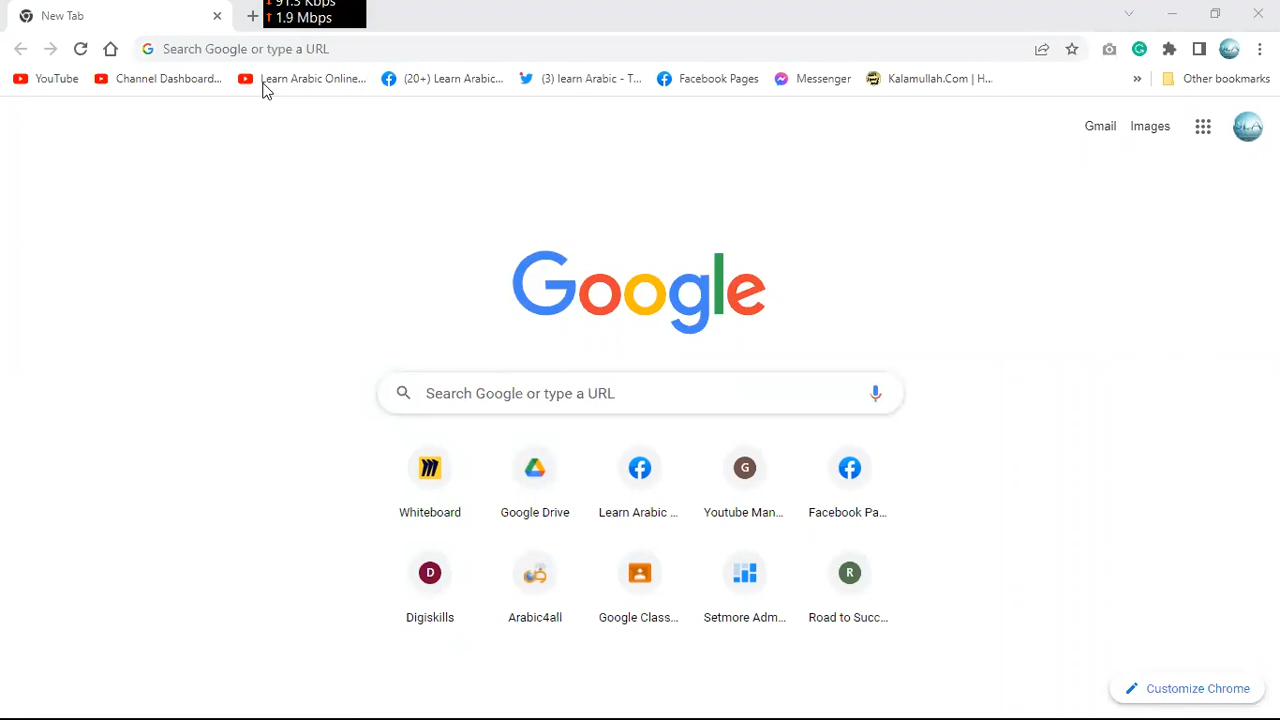 91.5 Kbps
New Tab
1.9 Mbps
Search Google or type a URL
YouTube
Channel Dashboard...
Learn Arabic Online...
(20+) Learn Arabic...
(3) learn Arabic - T...
Facebook Pages
Messenger
Kalamullah.Com | H...
»
Other bookmarks
Gmail
Images
Google
Search Google or type a URL
Whiteboard
Google Drive
Learn Arabic ...
G
Youtube Man...
Facebook Pa...
D
Digiskills
Arabic4all
Google Class...
Setmore Adm...
R
Road to Succ...
Customize Chrome